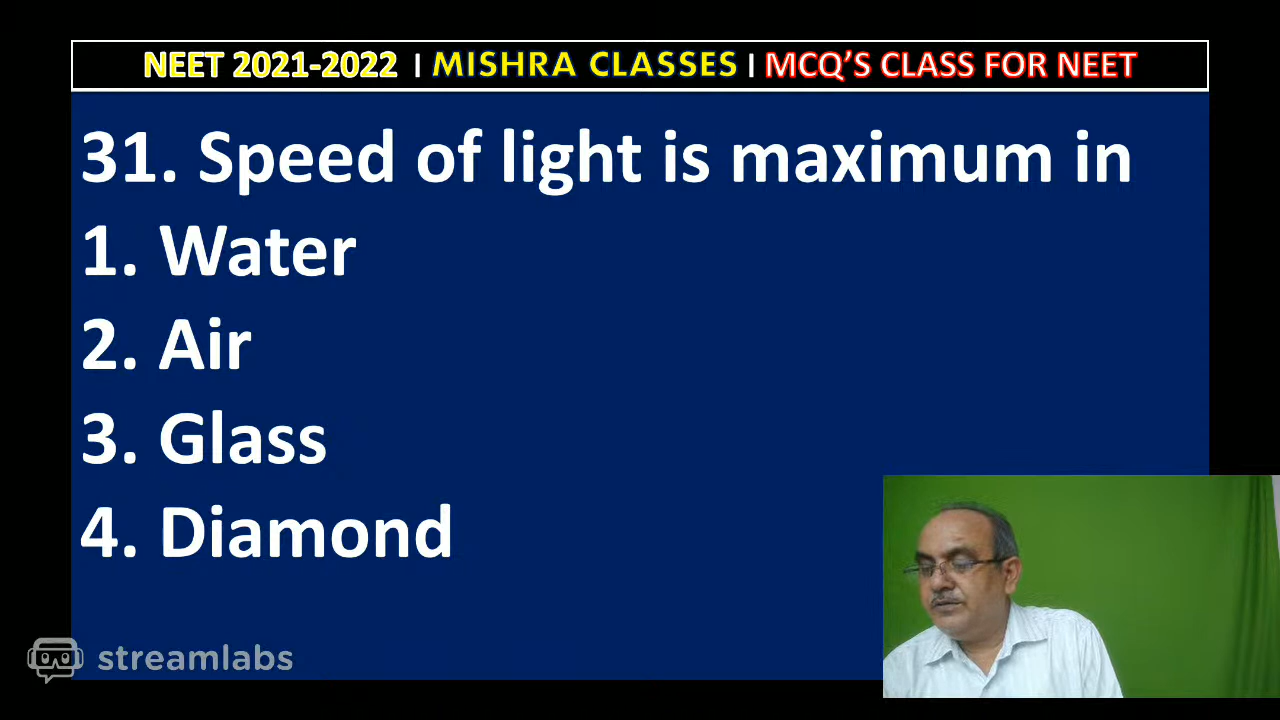 NEET 2021-2022 | MISHRA CLASSES | MCQ'S CLASS FOR NEET
31. Speed of light is maximum in
1. Water
2. Air
3. Glass
4. Diamond
streamlabs